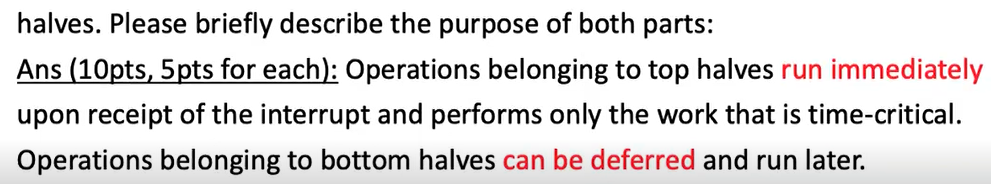 halves. Please briefly describe the purpose of both parts:
Ans (10pts, 5pts for each): Operations belonging to top halves run immediately
upon receipt of the interrupt and performs only the work that is time-critical.
Operations belonging to bottom halves can be deferred and run later.